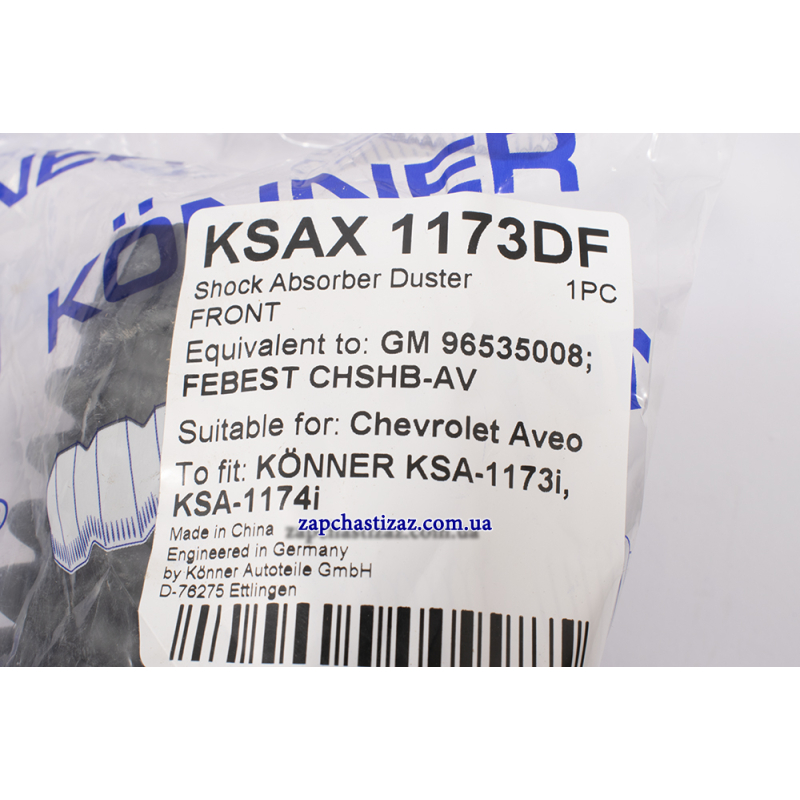 KÖNNER
KSAX 1173DF
Shock Absorber Duster 1PC
FRONT
Equivalent to: GM 96535008;
FEBEST CHSHB-AV
Suitable for: Chevrolet Aveo
To fit: KÖNNER KSA-1173i,
KSA-1174i
zapchastizaz.com.ua
Made in China
Engineered in Germany
by Könner Autoteile GmbH
D-76275 Ettlingen